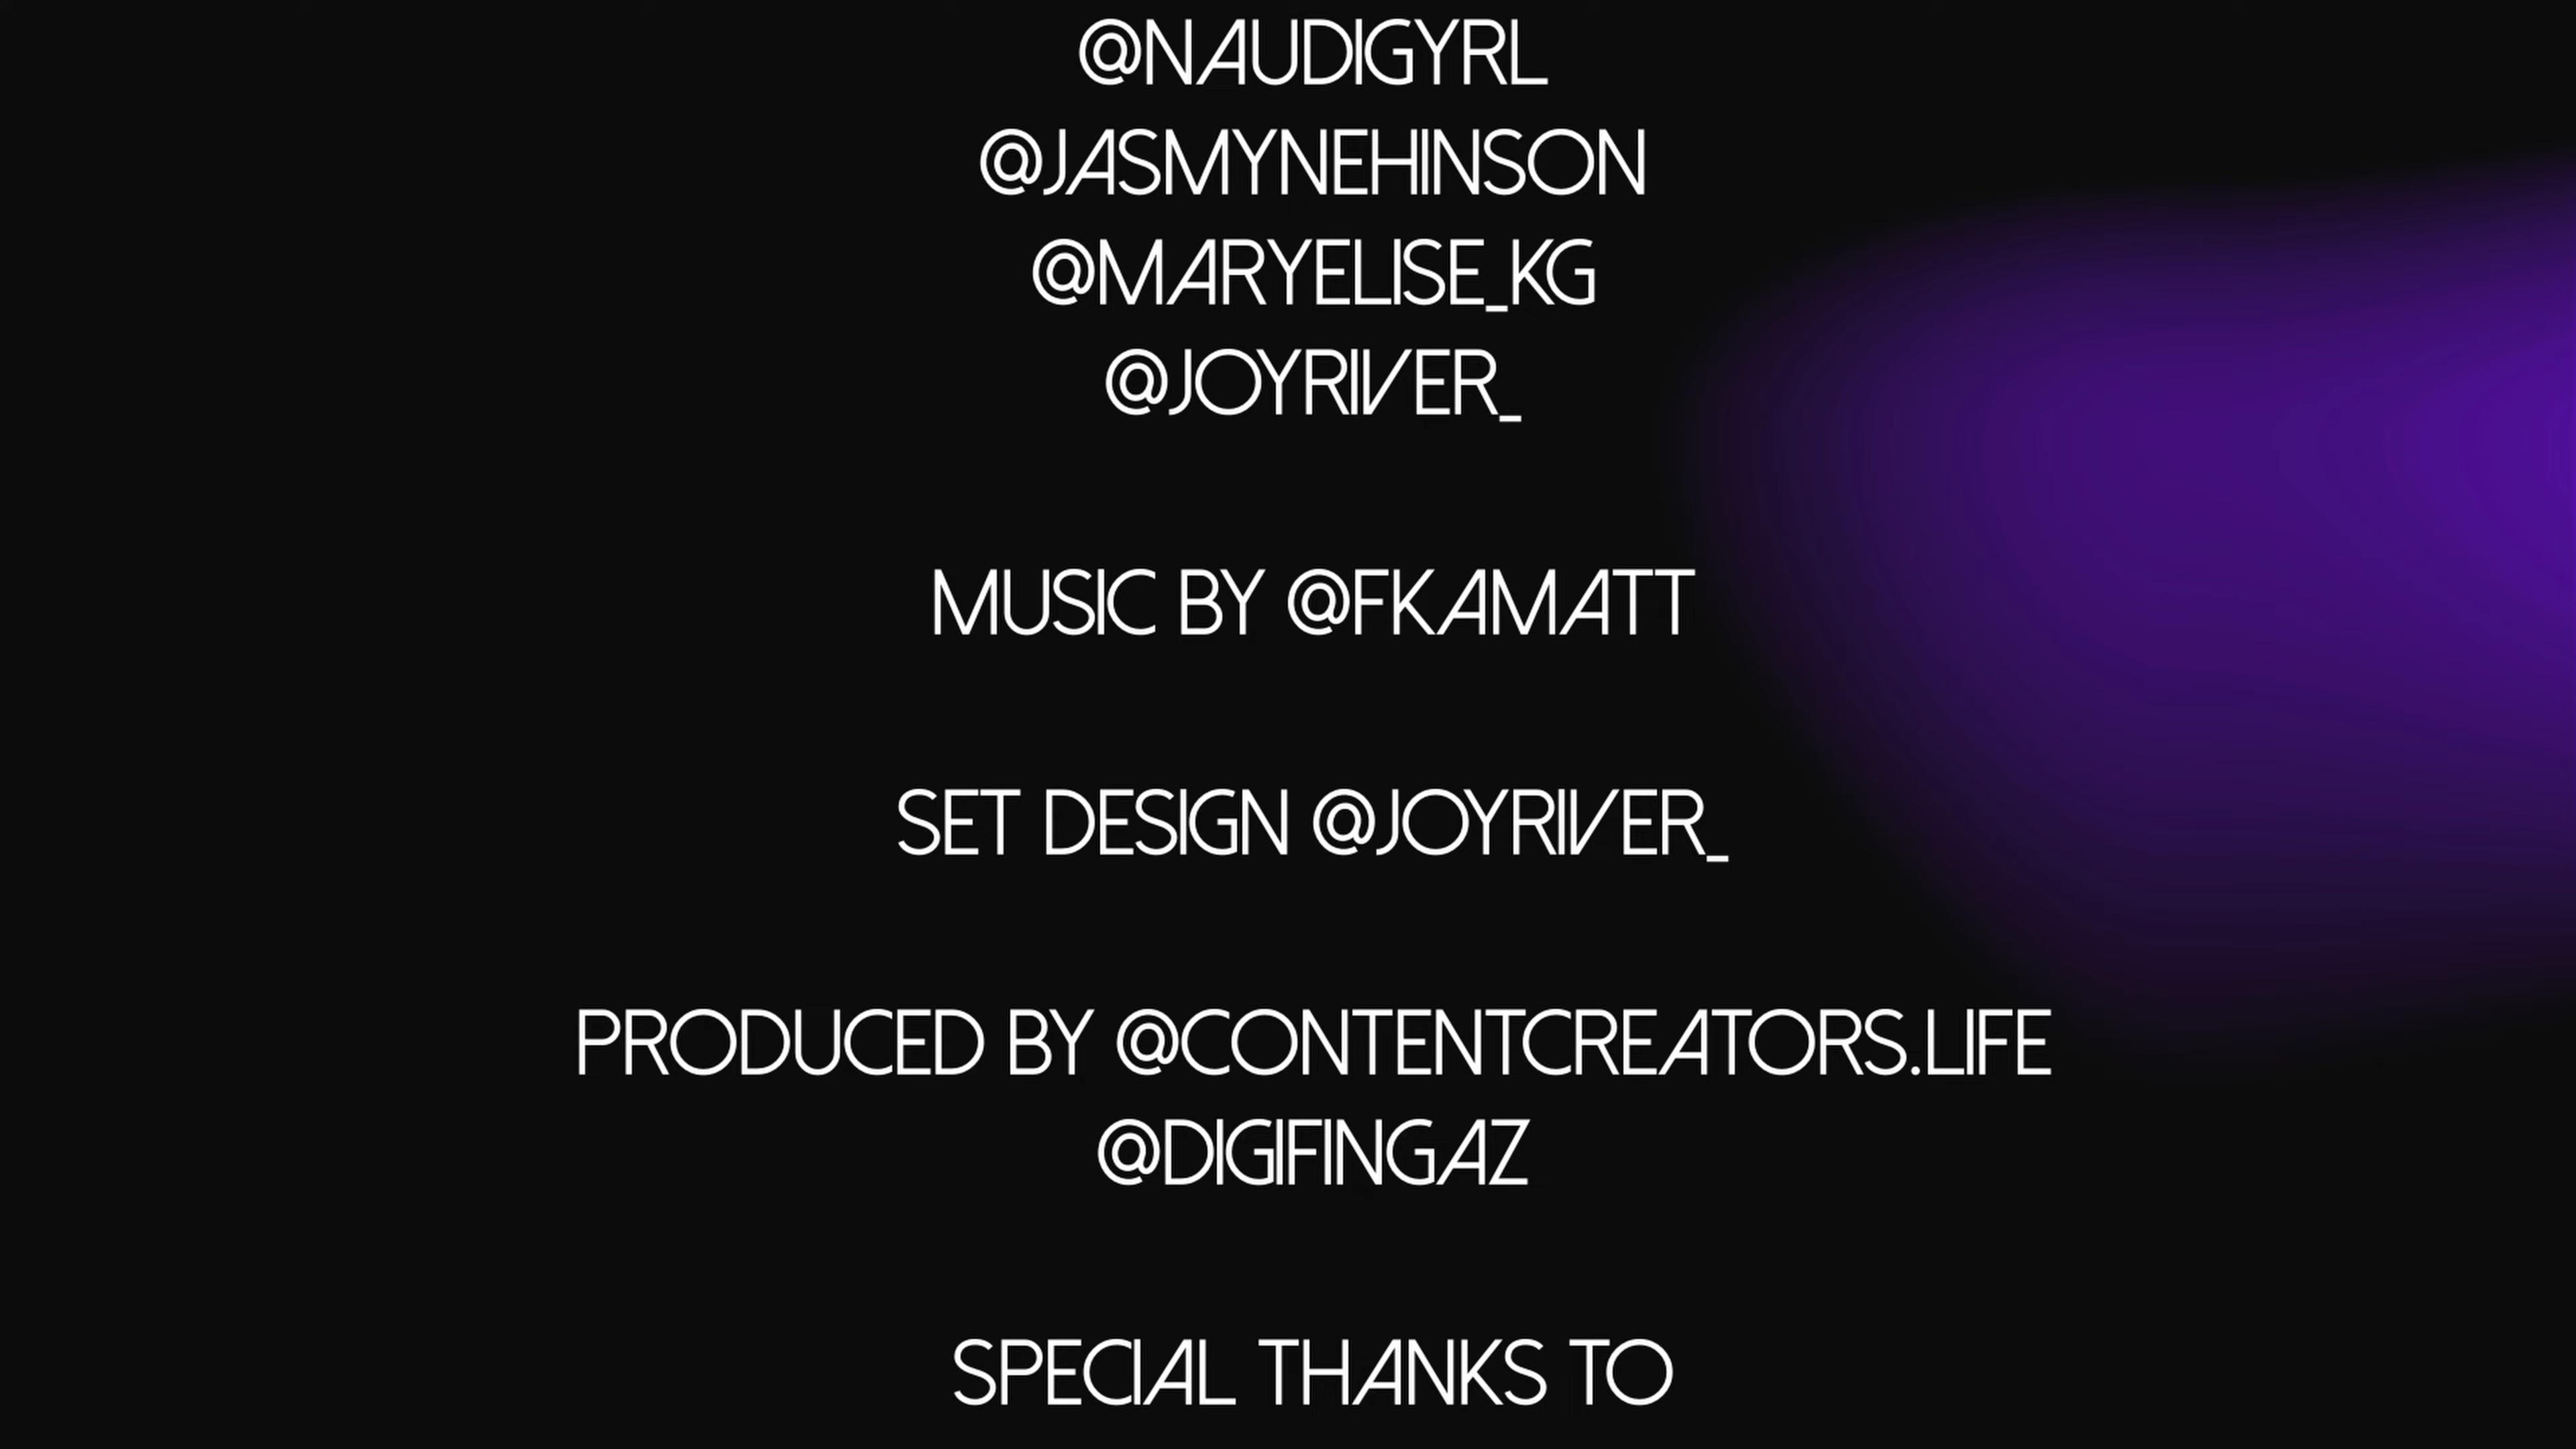 @NAUDIGYRL
@JASMYNEHINSON
@MARYELISE_KG
@JOYRIVER_
MUSIC BY @FKAMATT
SET DESIGN @JOYRIVER_
PRODUCED BY @CONTENTCREATORS.LIFE
@DIGIFINGAZ
SPECIAL THANKS TO